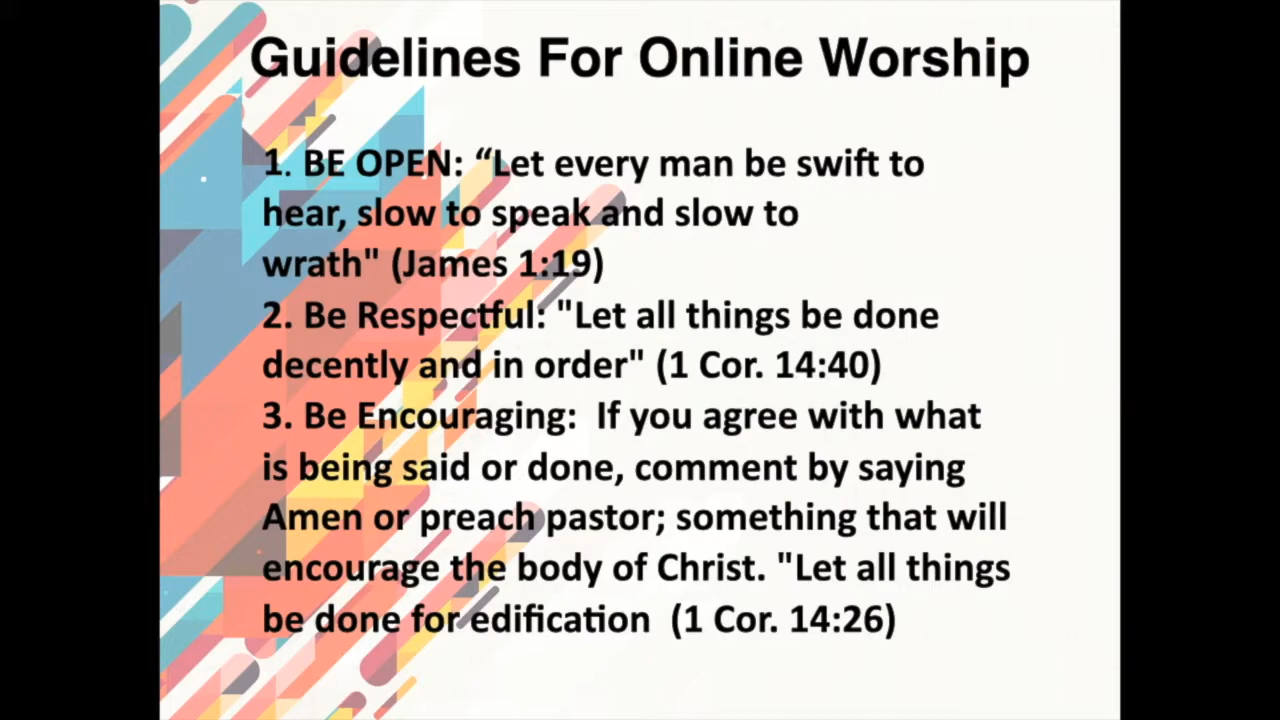 Guidelines For Online Worship
1. BE OPEN: “Let every man be swift to
hear, slow to speak and slow to
wrath" (James 1:19)
2. Be Respectful: "Let all things be done
decently and in order" (1 Cor. 14:40)
3. Be Encouraging:  If you agree with what
is being said or done, comment by saying
Amen or preach pastor; something that will
encourage the body of Christ. "Let all things
be done for edification  (1 Cor. 14:26)